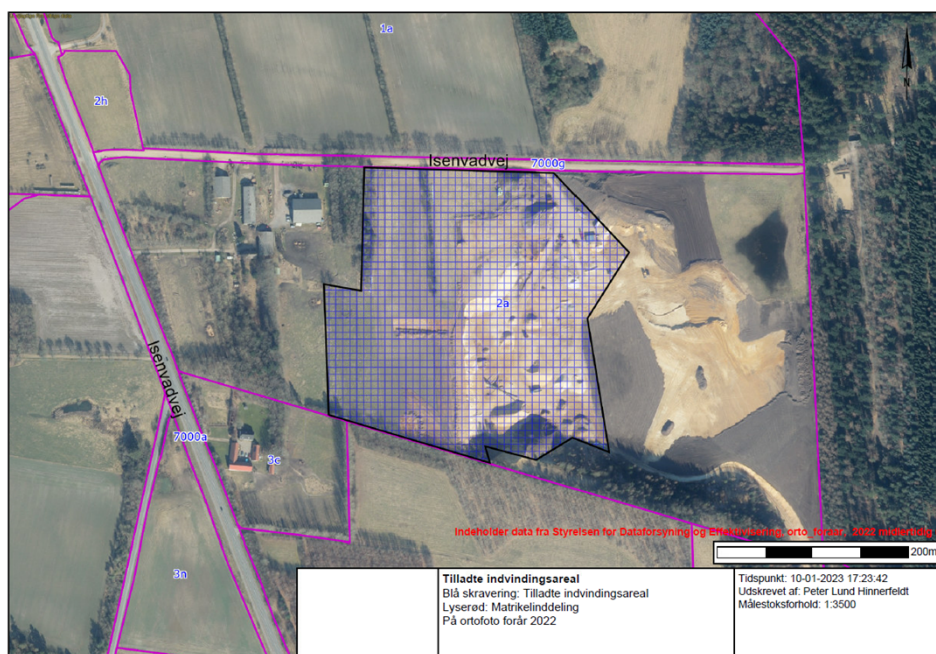 1a
2h
Isenvadvej
7000g
N
2a
Isenvadvej
7000a
3c
3n
Indeholder data fra Styrelsen for Dataforsyning og Effektivisering, orto_foraar, 2022 midlertidig
200m
Tilladte indvindingsareal
Blå skravering: Tilladte indvindingsareal
Lyserød: Matrikelinddeling
På ortofoto forår 2022
Tidspunkt: 10-01-2023 17:23:42
Udskrevet af: Peter Lund Hinnerfeldt
Målestoksforhold: 1:3500